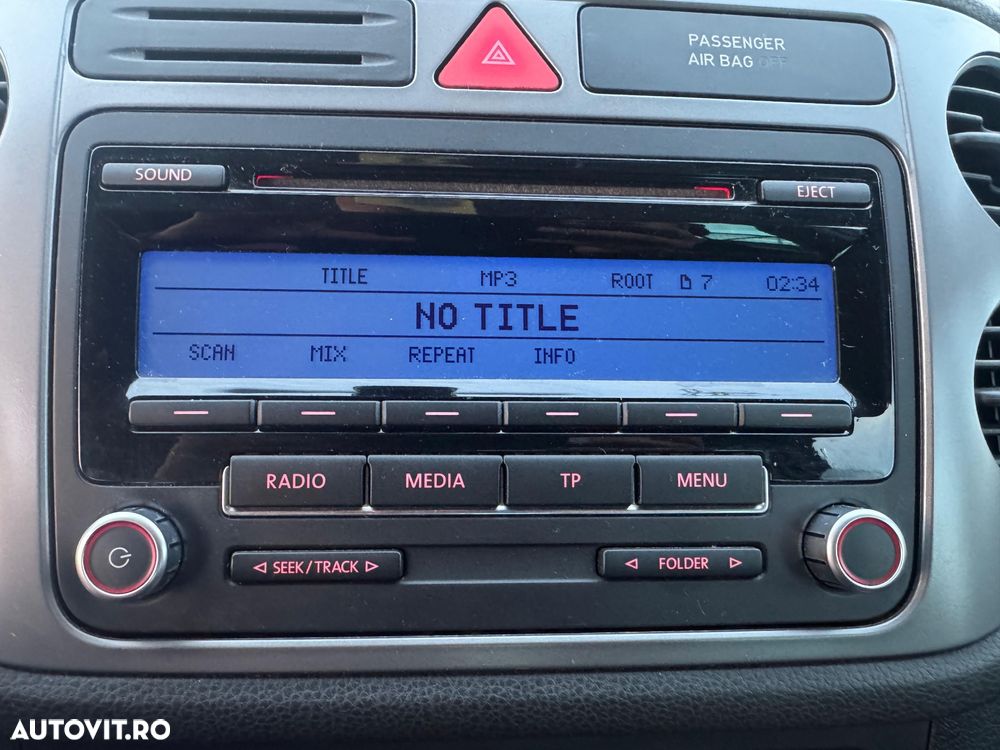 PASSENGER
AIR BAG OFF
SOUND
EJECT
TITLE MP3 ROOT 7 02:34
NO TITLE
SCAN MIX REPEAT INFO
RADIO MEDIA TP MENU
SEEK/TRACK FOLDER
AUTOVIT.RO